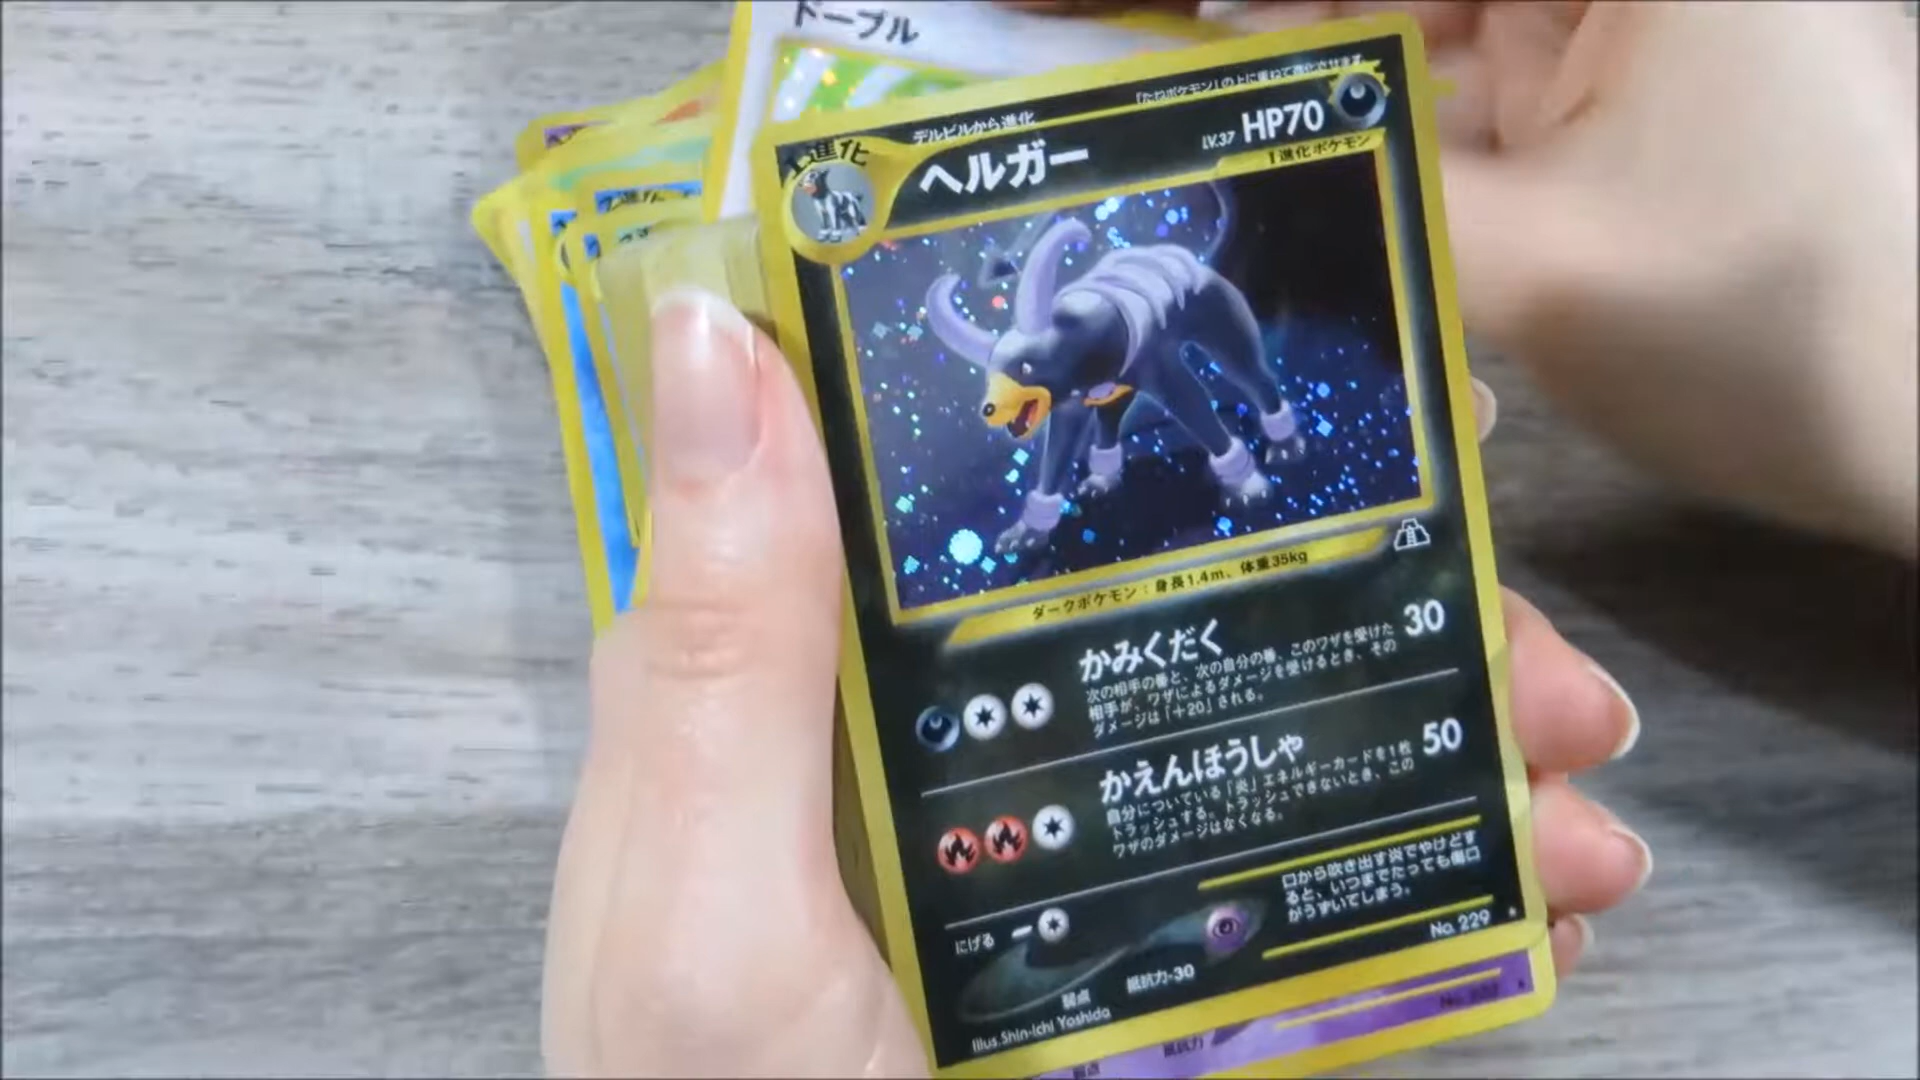 ドーブル
「たねポケモン」の上に重ねて進化させます
デルビルから進化
1進化
ヘルガー
LV.37 HP70
1進化ポケモン
ダークポケモン：身長1.4m、体重35kg
かみくだく 30
次の相手の番と、次の自分の番、このワザを受けた
相手が、ワザによるダメージを受けるとき、その
ダメージは「＋20」される。
かえんほうしゃ 50
自分についている「炎」エネルギーカードを1枚
トラッシュする。トラッシュできないとき、この
ワザのダメージはなくなる。
口から吹き出す炎でやけどす
ると、いつまでたっても傷口
がうずいてしまう。
にげる
弱点
抵抗力-30
No. 229
Illus.Shin-ichi Yoshida
抵抗力
弱点